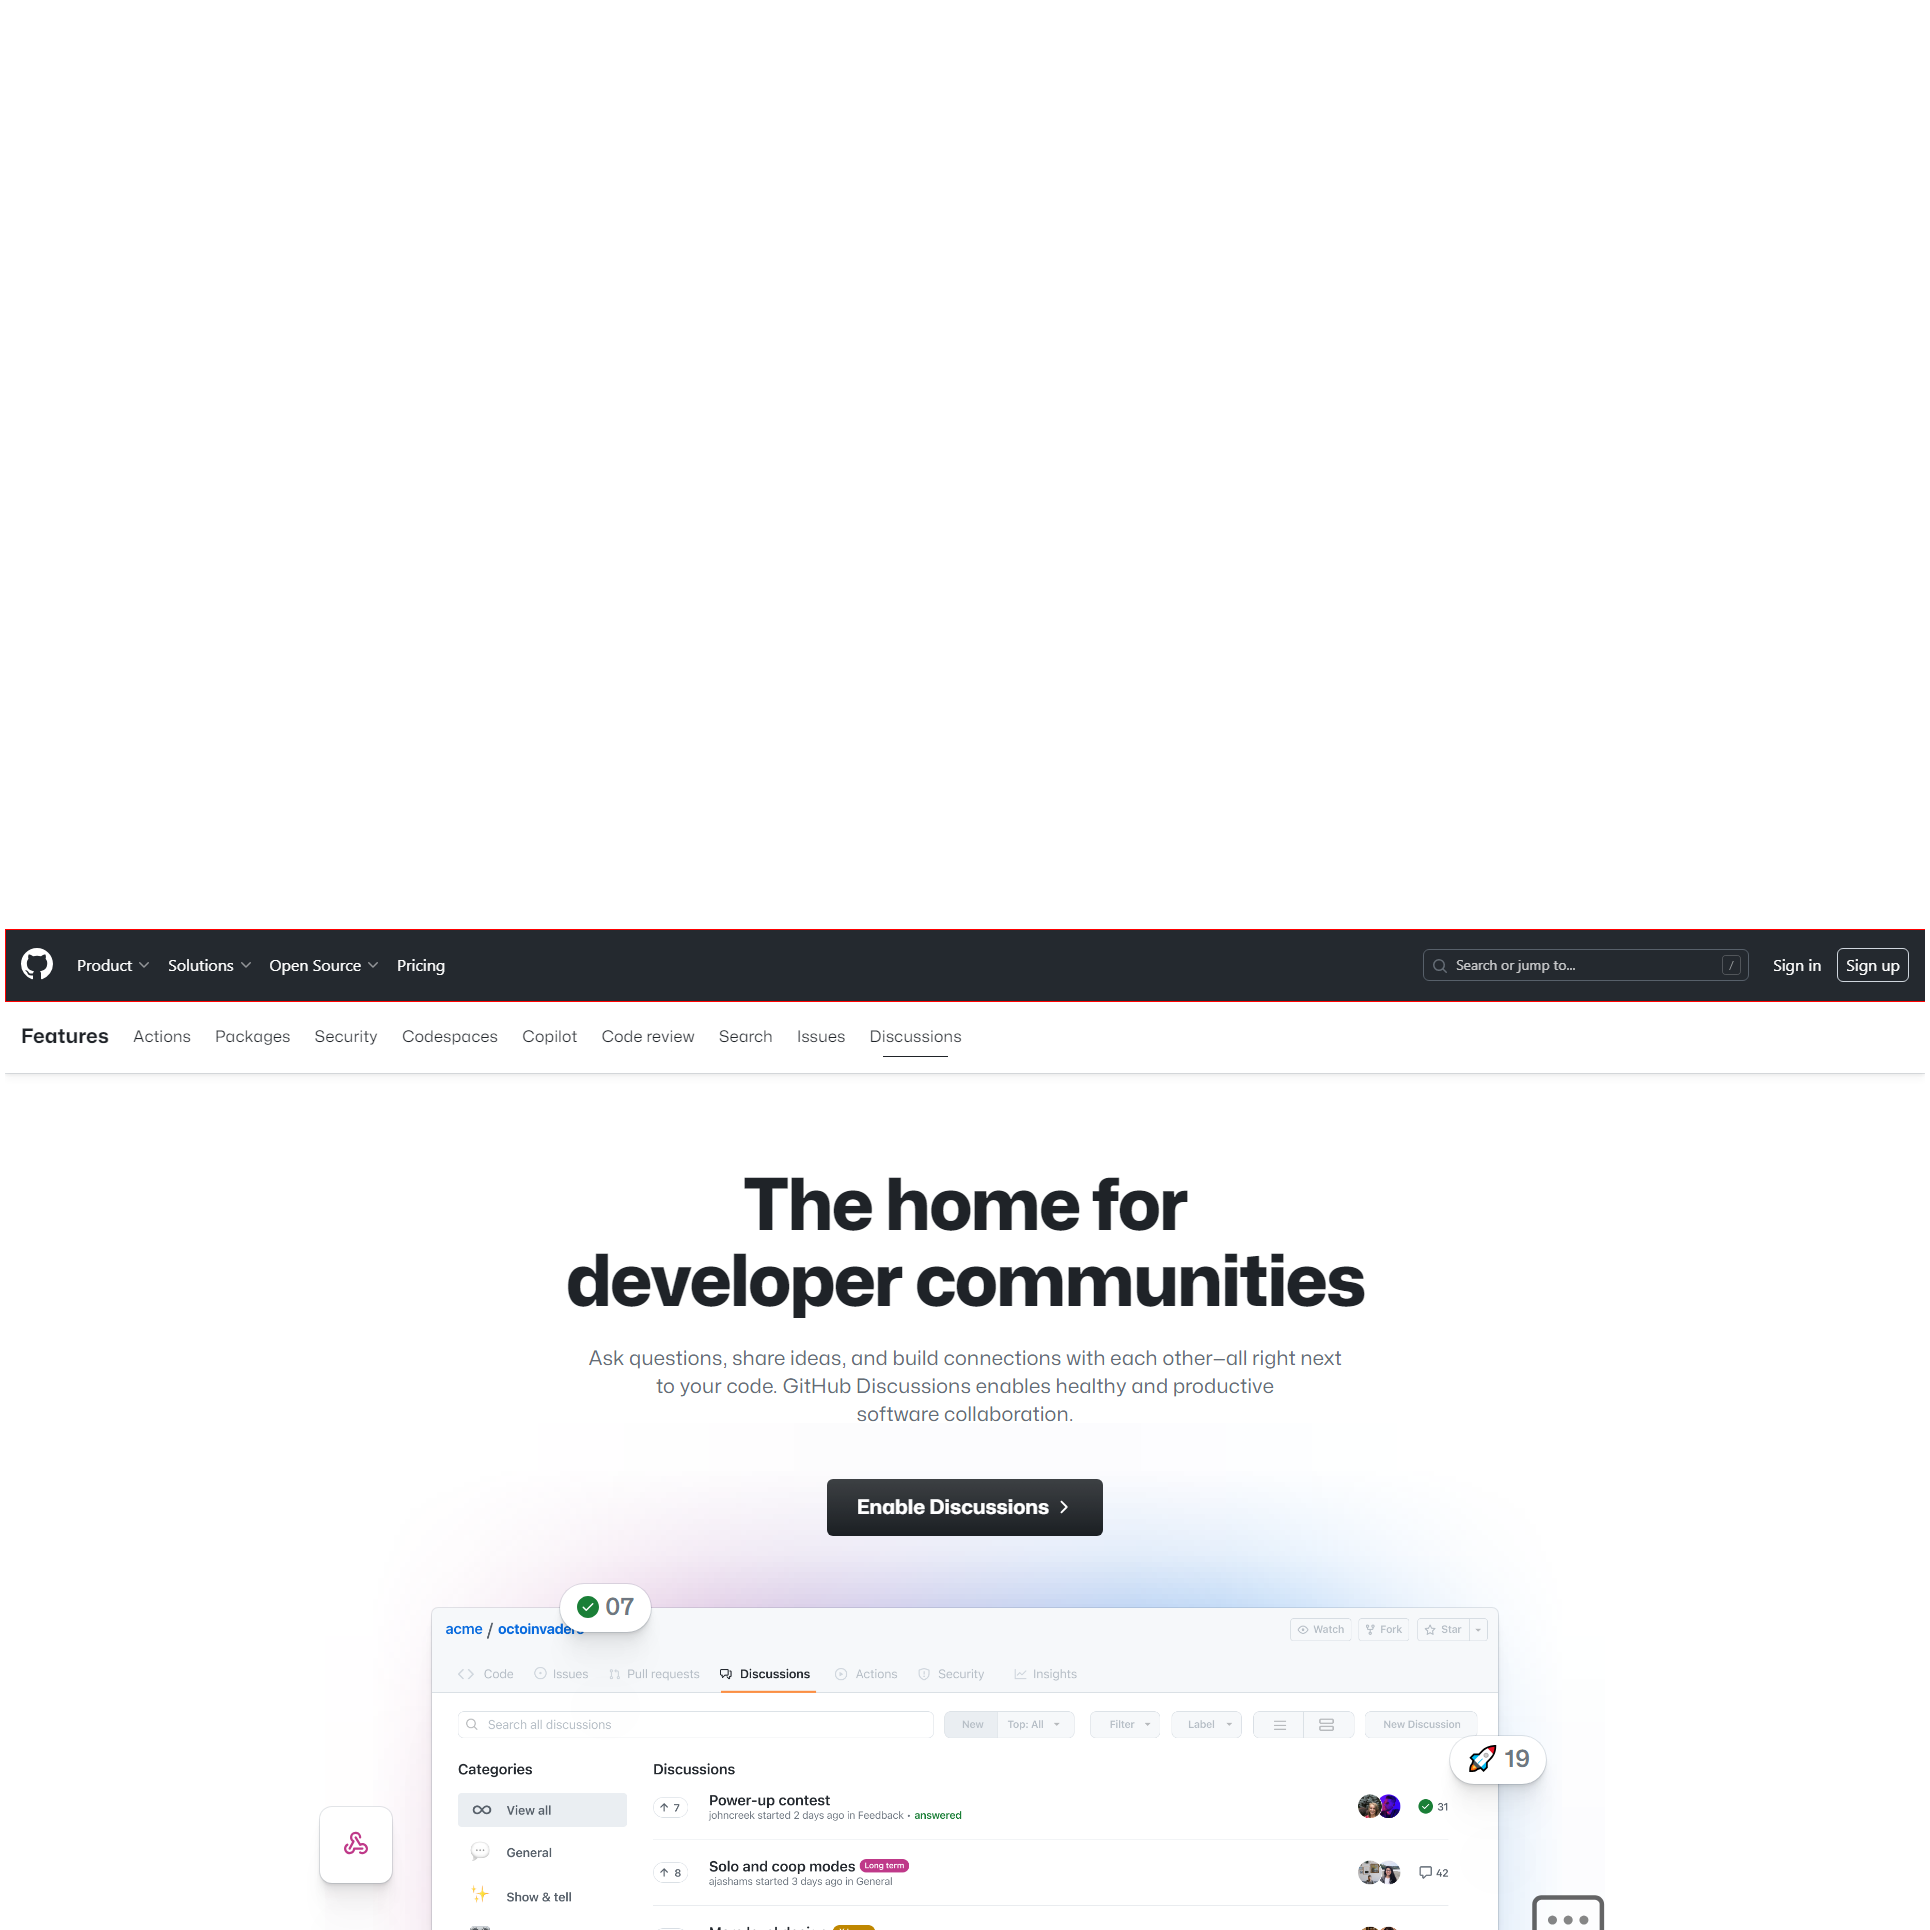 Product Solutions Open Source Pricing Search or jump to... / Sign in Sign up
Features Actions Packages Security Codespaces Copilot Code review Search Issues Discussions
The home for
developer communities
Ask questions, share ideas, and build connections with each other—all right next
to your code. GitHub Discussions enables healthy and productive
software collaboration.
Enable Discussions
07
acme / octoinvaders Watch Fork Star
Code Issues Pull requests Discussions Actions Security Insights
Search all discussions New Top: All Filter Label New Discussion
19
Categories Discussions
View all
7 Power-up contest 31
johncreek started 2 days ago in Feedback • answered
General
8 Solo and coop modes Long term 42
ajashams started 3 days ago in General
Show & tell